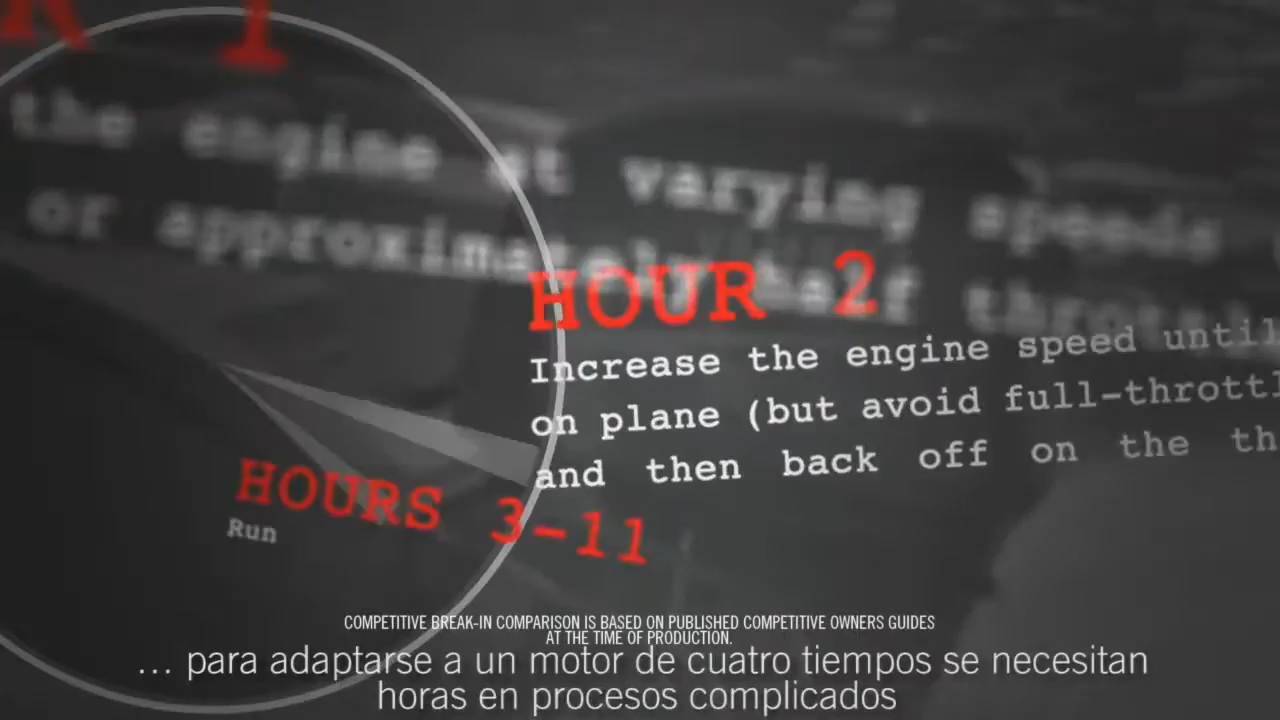 R 1
the engine at varying speeds
or approximately half
HOUR 2
Increase the engine speed until
on plane (but avoid full-throttl
and then back off on the th
HOURS 3-11
Run
COMPETITIVE BREAK-IN COMPARISON IS BASED ON PUBLISHED COMPETITIVE OWNERS GUIDES
AT THE TIME OF PRODUCTION.
... para adaptarse a un motor de cuatro tiempos se necesitan
horas en procesos complicados